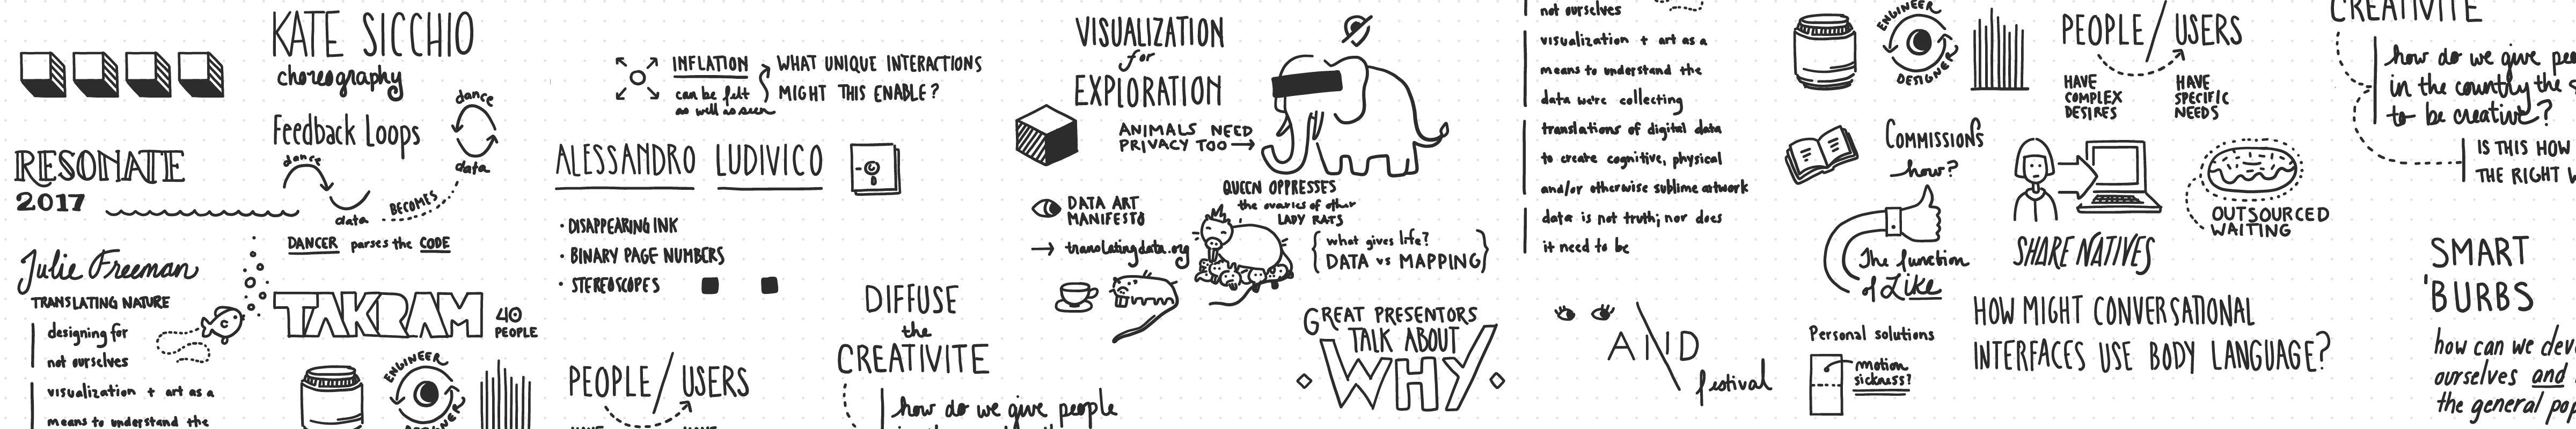 RESONATE
2017
Julie Freeman
TRANSLATING NATURE
designing for
not ourselves
visualization + art as a
means to understand the
KATE SICCHIO
choreography
Feedback Loops
dance
data
dance
data
BECOMES
DANCER parses the CODE
TAKRAM
40
PEOPLE
ENGINEER
INFLATION
can be felt
as well as seen
WHAT UNIQUE INTERACTIONS
MIGHT THIS ENABLE?
ALESSANDRO LUDIVICO
• DISAPPEARING INK
• BINARY PAGE NUMBERS
• STEREOSCOPES
PEOPLE/USERS
DIFFUSE
the
CREATIVITE
how do we give people
VISUALIZATION
for
EXPLORATION
ANIMALS NEED
PRIVACY TOO →
DATA ART
MANIFESTO
→ translatingdata.org
QUEEN OPPRESSES
the ovaries of other
LADY RATS
{ what gives life?
DATA vs MAPPING }
GREAT PRESENTORS
TALK ABOUT
WHY
not ourselves
visualization + art as a
means to understand the
data we're collecting
translations of digital data
to create cognitive, physical
and/or otherwise sublime artwork
data is not truth; nor does
it need to be
AND
festival
ENGINEER
DESIGNER
COMMISSIONS
how?
The function
of Like
Personal solutions
motion
sickness?
PEOPLE/USERS
HAVE
COMPLEX
DESIRES
HAVE
SPECIFIC
NEEDS
OUTSOURCED
WAITING
SHARE NATIVES
HOW MIGHT CONVERSATIONAL
INTERFACES USE BODY LANGUAGE?
CREATIVITE
how do we give
in the country the
to be creative?
IS THIS HOW
THE RIGHT
SMART
'BURBS
how can we
ourselves and
the general